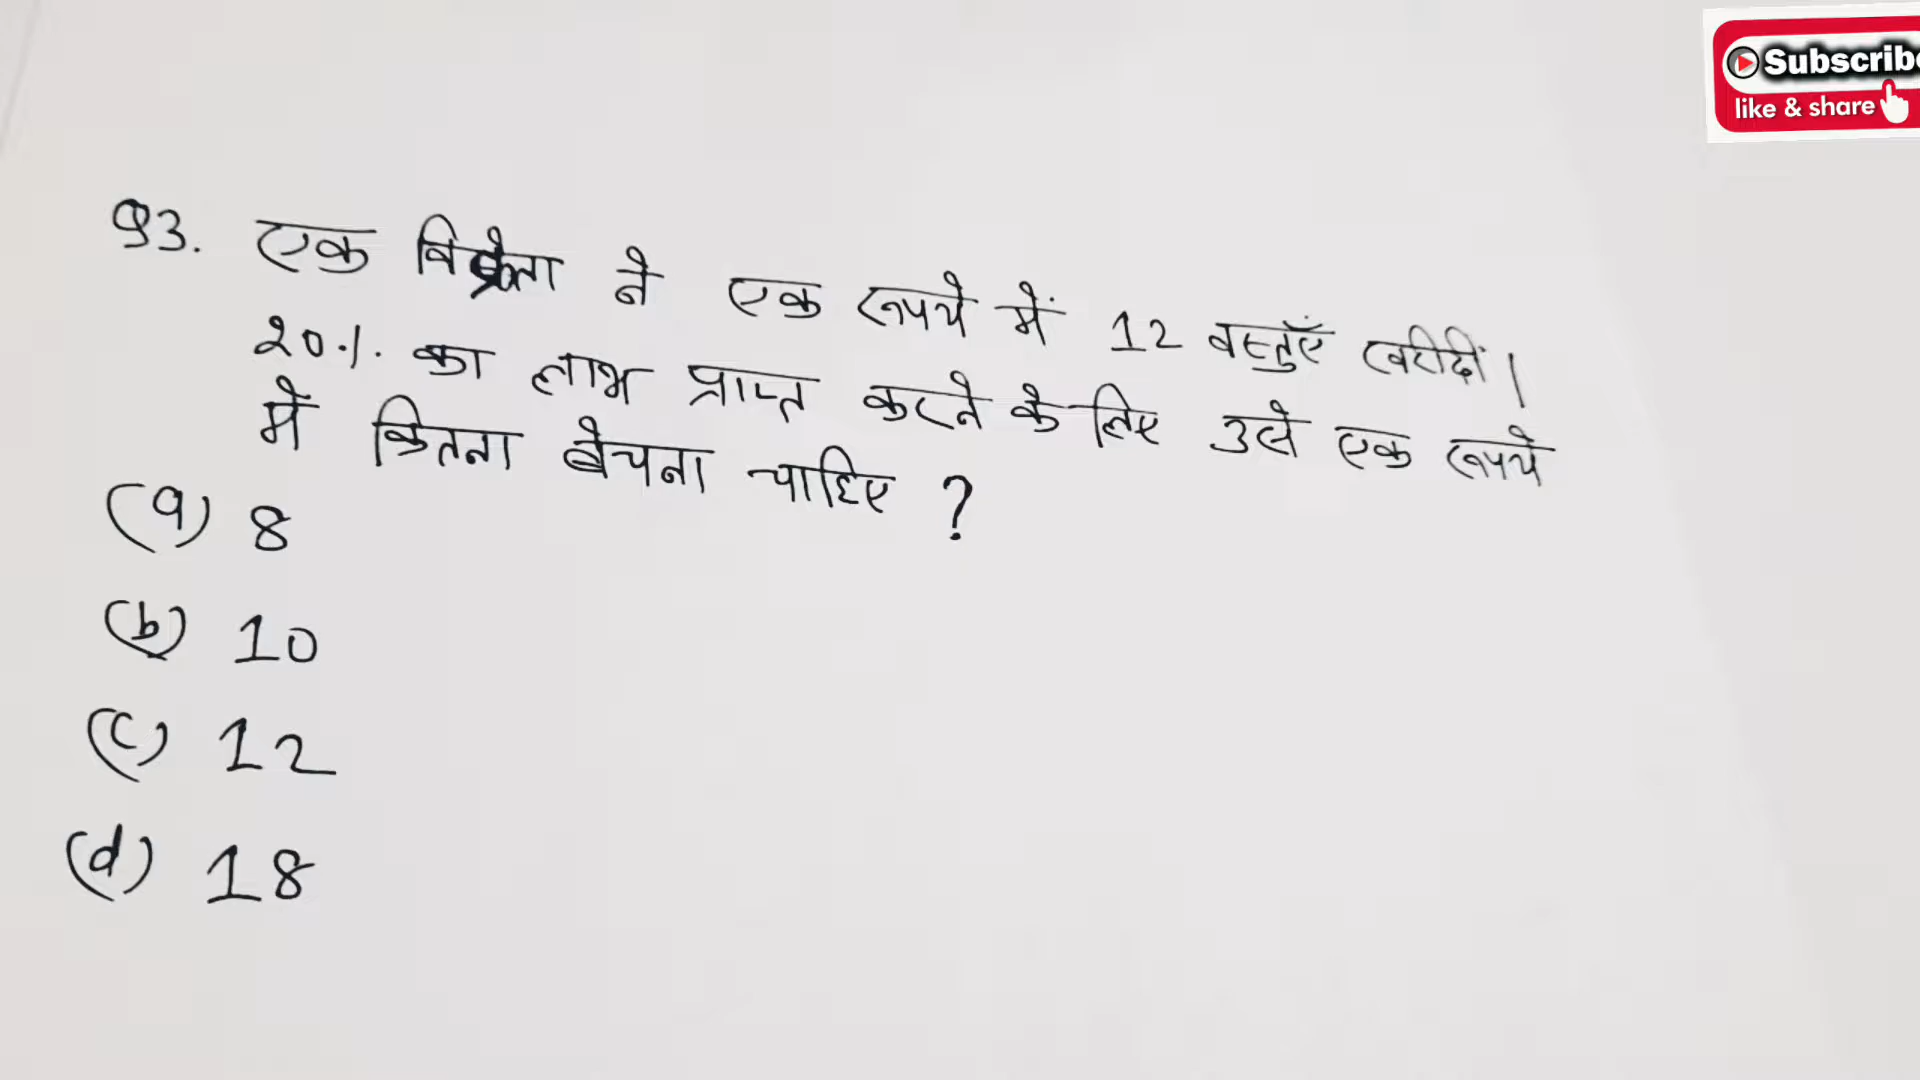 Subscribe
like & share
Q3. एक विक्रेता ने एक रूपये में 12 वस्तुएँ खरीदीं।
20% का लाभ प्राप्त करने के लिए उसे एक रूपये
में कितना बेचना चाहिए ?
(a) 8
(b) 10
(c) 12
(d) 18